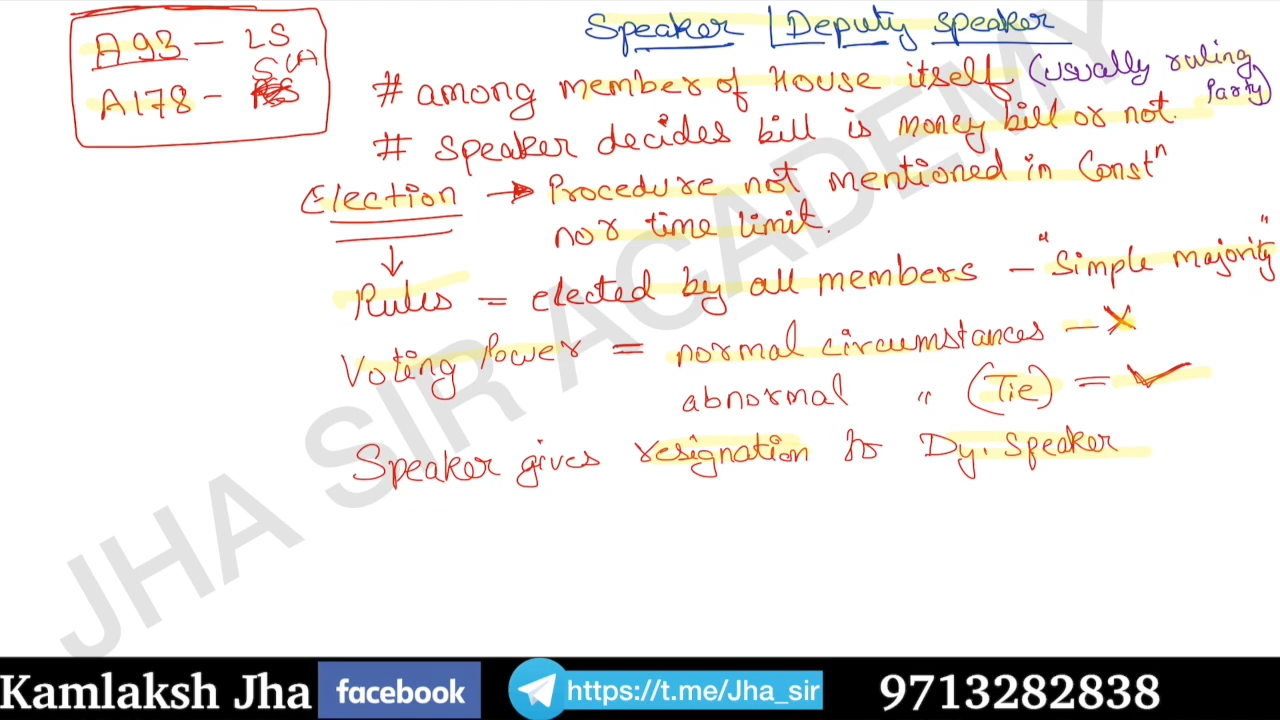 A 93 - LS
A178 - SLA
Speaker | Deputy speaker
# among member of House itself (usually ruling Party)
# Speaker decides bill is money bill or not.
Election → Procedure not mentioned in Constⁿ
nor time limit.
↓
Rules = elected by all members - "Simple majority"
Voting Power = normal circumstances - ✗
abnormal " (Tie) = ✓
Speaker gives resignation to Dy. Speaker
JHA SIR ACADEMY
Kamlaksh Jha facebook https://t.me/Jha_sir 9713282838